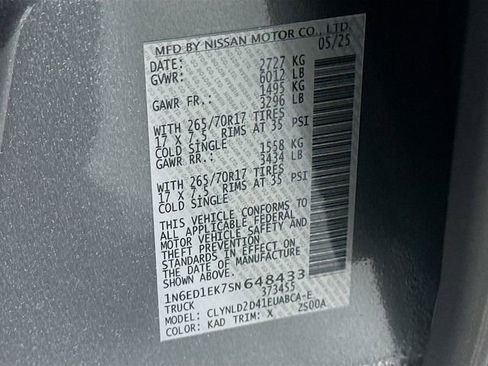 MFD BY NISSAN MOTOR CO., LTD.
DATE: 05/25
GVWR: 2727 KG
6012 LB
GAWR FR.: 1495 KG
3296 LB
WITH 265/70R17 TIRES
17 X 7.5 RIMS AT 35 PSI
COLD SINGLE
GAWR RR.: 1558 KG
3434 LB
WITH 265/70R17 TIRES
17 X 7.5 RIMS AT 35 PSI
COLD SINGLE
THIS VEHICLE CONFORMS TO
ALL APPLICABLE FEDERAL
MOTOR VEHICLE SAFETY AND
THEFT PREVENTION
STANDARDS IN EFFECT ON
THE DATE OF MANUFACTURE
SHOWN ABOVE.
1N6ED1EK7SN648433
TRUCK 373455
MODEL: CLYNLD2D41EUABCA-E
COLOR: KAD TRIM: X 2S00A